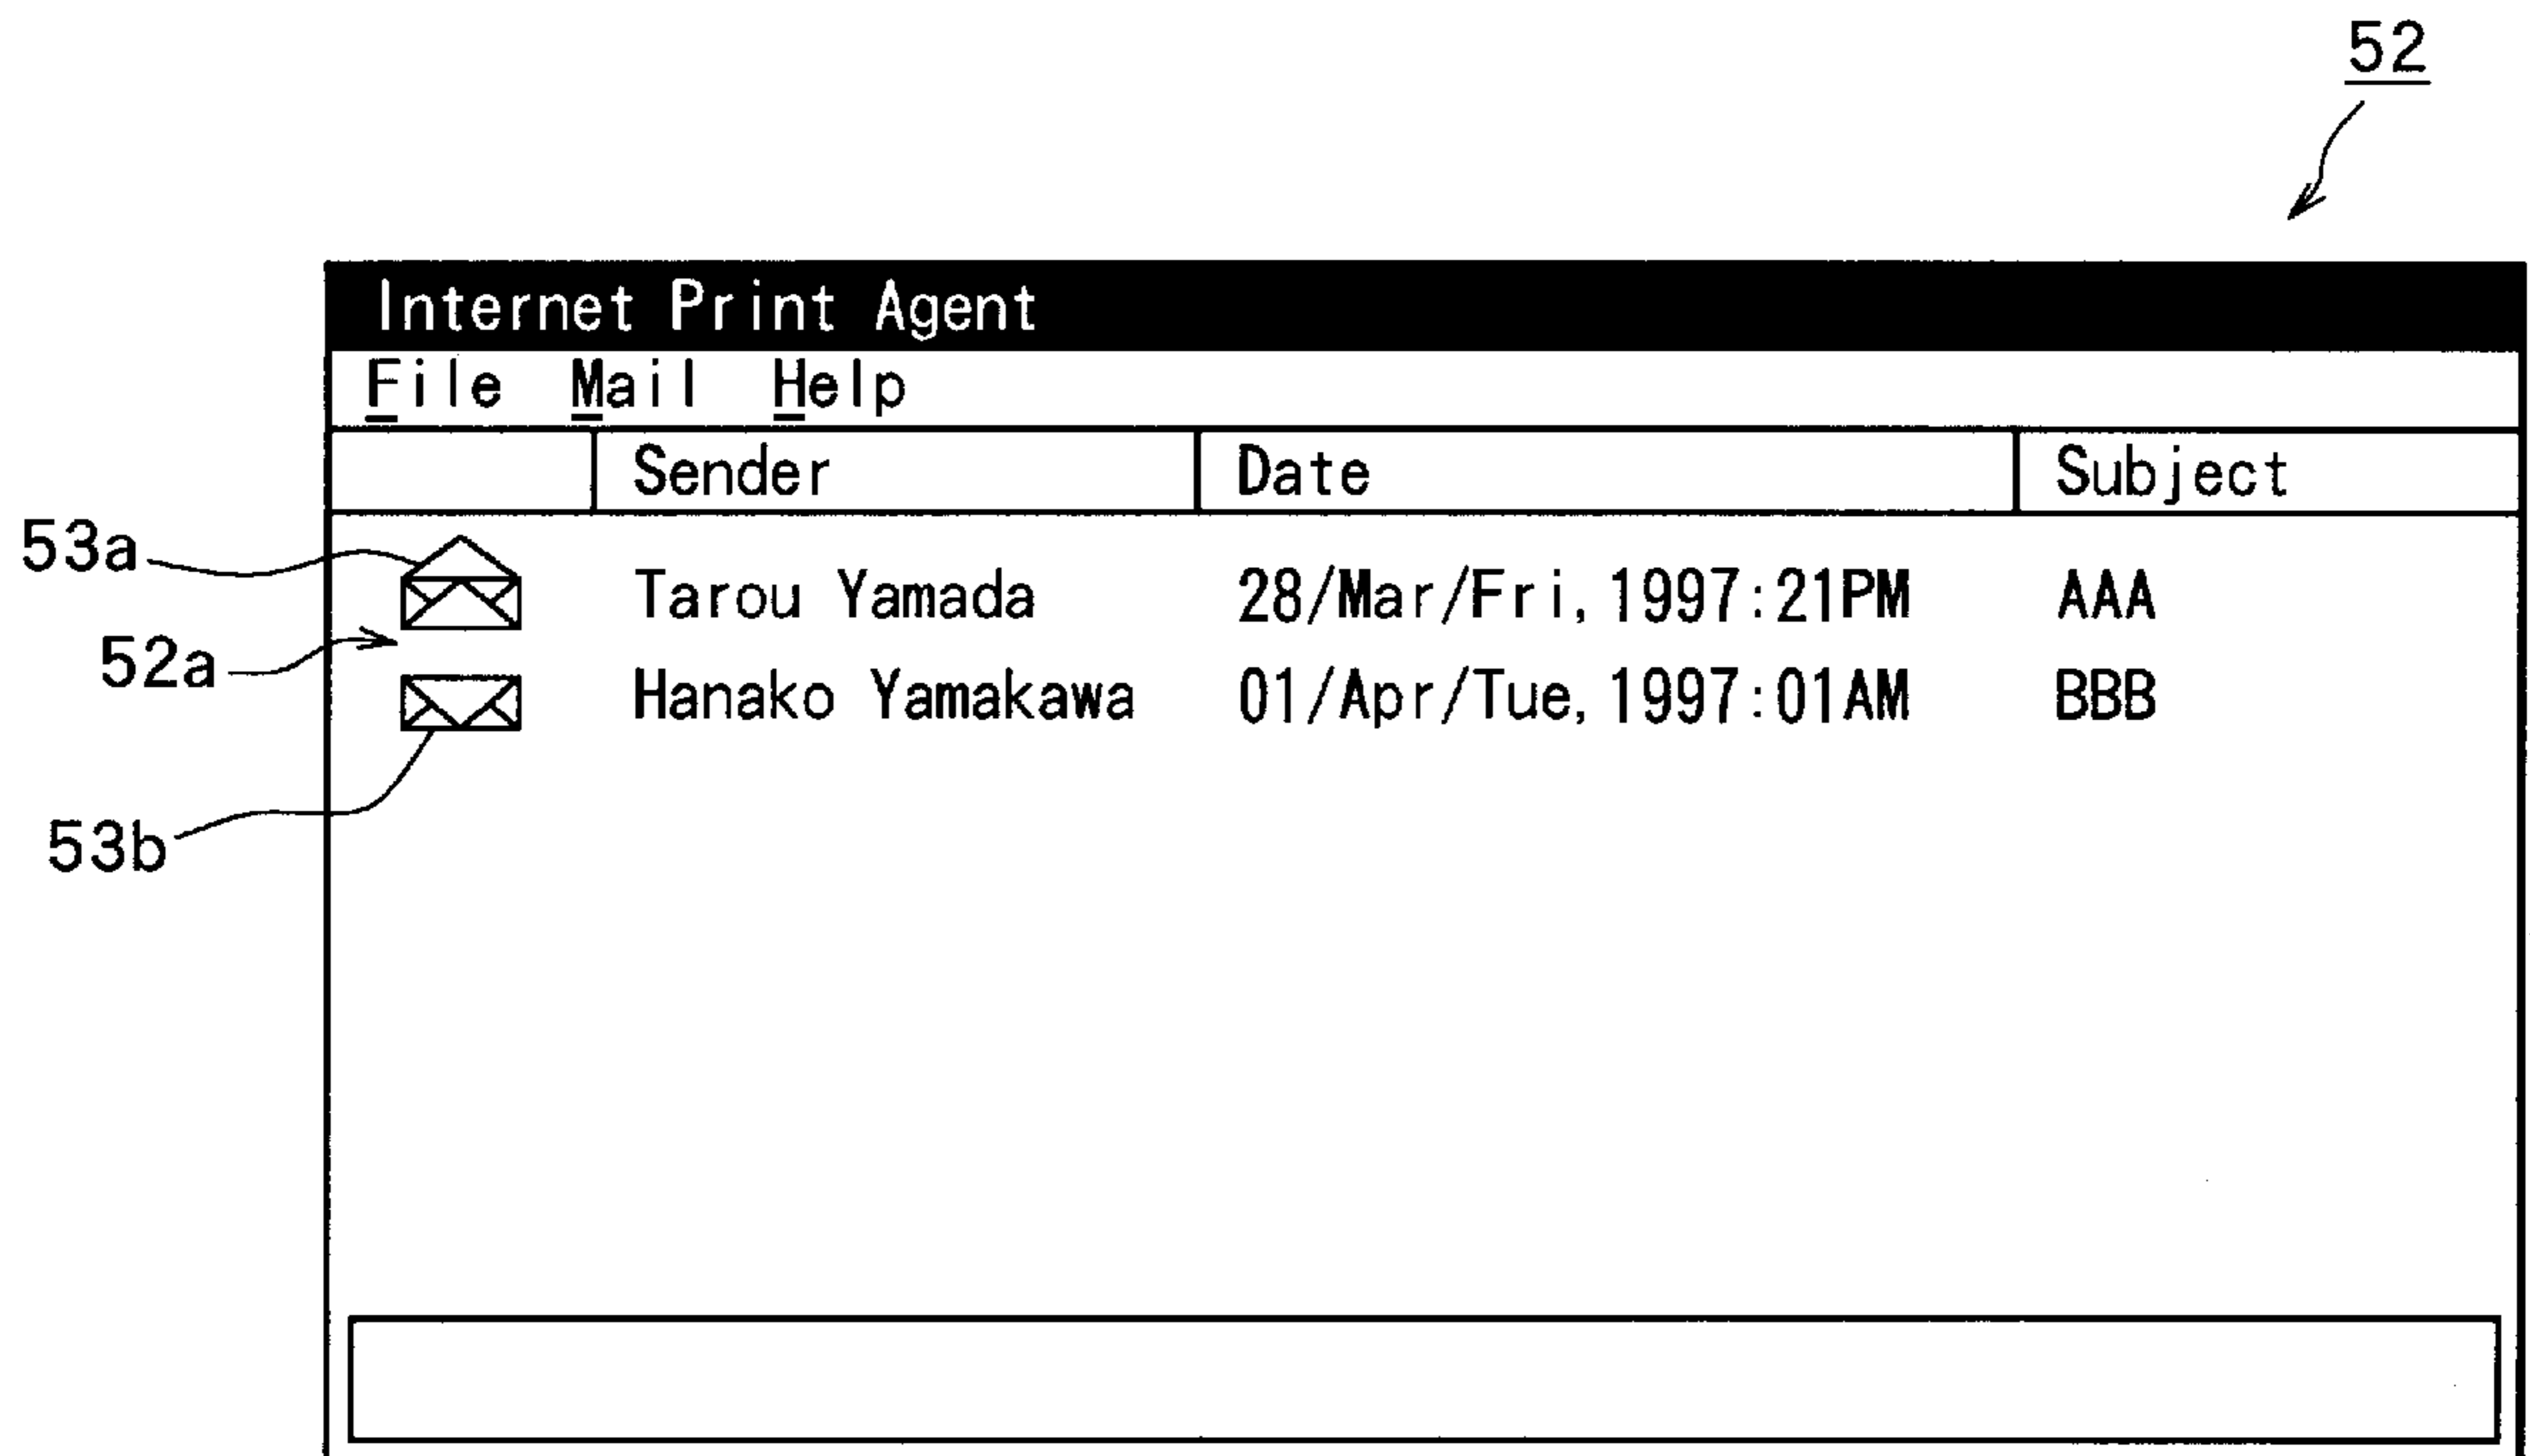 52
Internet Print Agent
File Mail Help
Sender Date Subject
53a
Tarou Yamada 28/Mar/Fri,1997:21PM AAA
52a
Hanako Yamakawa 01/Apr/Tue,1997:01AM BBB
53b